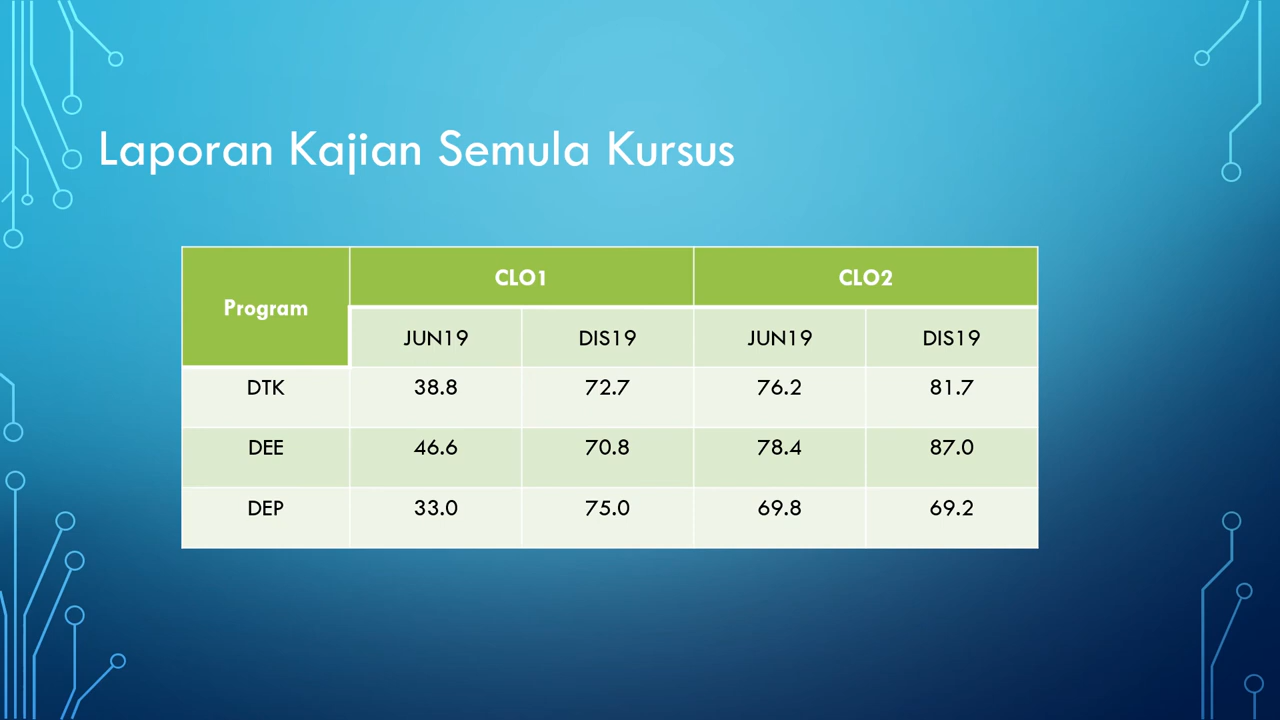 Laporan Kajian Semula Kursus
Program CLO1 CLO2
JUN19 DIS19 JUN19 DIS19
DTK 38.8 72.7 76.2 81.7
DEE 46.6 70.8 78.4 87.0
DEP 33.0 75.0 69.8 69.2